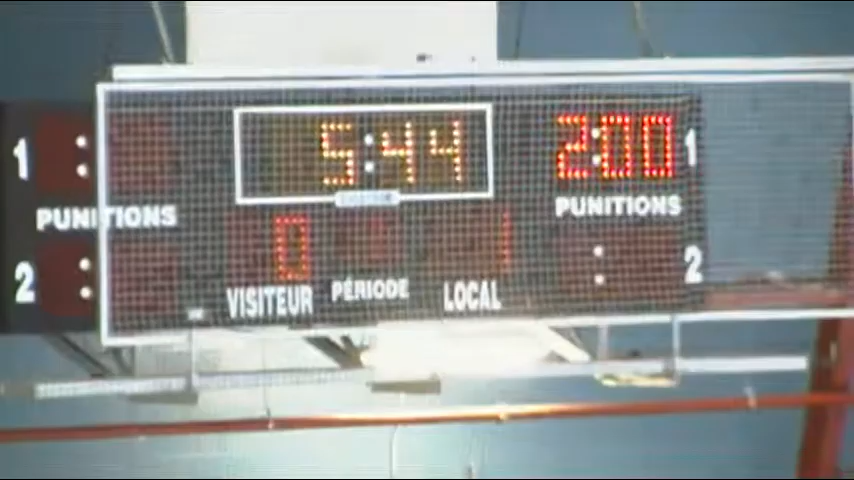 1 5:44 2:00 1
PUNITIONS PUNITIONS
2 0 1 2
VISITEUR PÉRIODE LOCAL